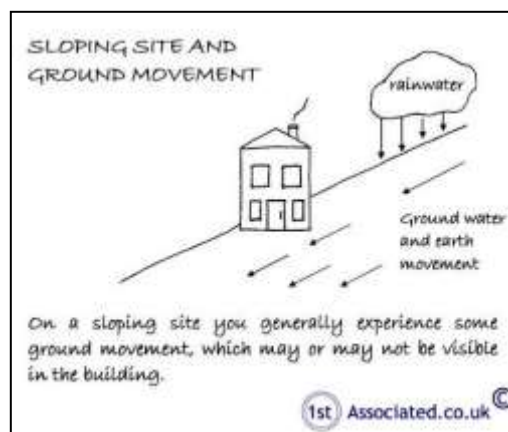 SLOPING SITE AND
GROUND MOVEMENT
rainwater
Ground water
and earth
movement
On a sloping site you generally experience some
ground movement, which may or may not be visible
in the building.
1st Associated.co.uk ©